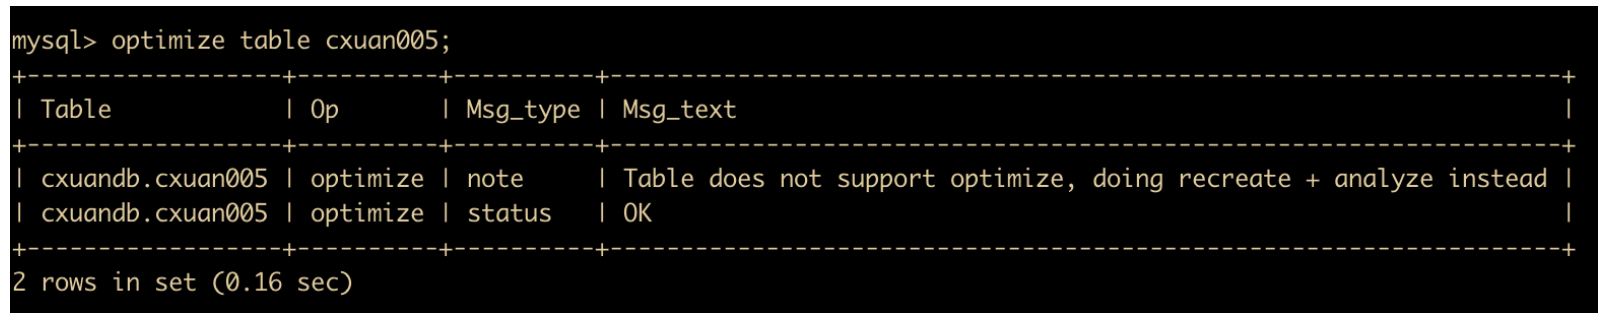 mysql> optimize table cxuan005;
+------------------+----------+----------+-------------------------------------------------------------------+
| Table            | Op       | Msg_type | Msg_text                                                          |
+------------------+----------+----------+-------------------------------------------------------------------+
| cxuandb.cxuan005 | optimize | note     | Table does not support optimize, doing recreate + analyze instead |
| cxuandb.cxuan005 | optimize | status   | OK                                                                |
+------------------+----------+----------+-------------------------------------------------------------------+
2 rows in set (0.16 sec)